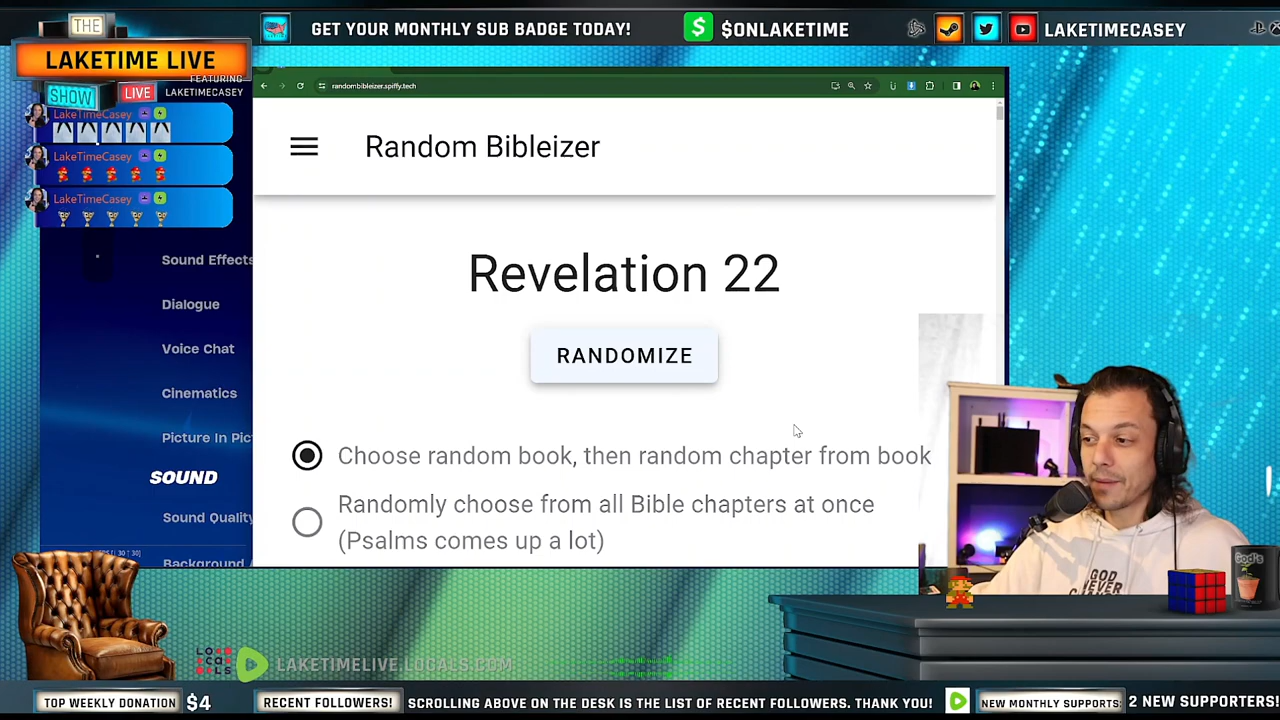 THE
LAKETIME LIVE
FEATURING
SHOW
LIVE
LAKETIMECASEY
GET YOUR MONTHLY SUB BADGE TODAY!
$ONLAKETIME
LAKETIMECASEY
LakeTimeCasey
LakeTimeCasey
LakeTimeCasey
randombibleizer.spiffy.tech
Random Bibleizer
Revelation 22
RANDOMIZE
Choose random book, then random chapter from book
Randomly choose from all Bible chapters at once
(Psalms comes up a lot)
Sound Effects
Dialogue
Voice Chat
Cinematics
Picture In Pic
SOUND
Sound Quality
Background
GOD
NEVER
God's
LOCALS
LAKETIMELIVE.LOCALS.COM
TOP WEEKLY DONATION
$4
RECENT FOLLOWERS!
SCROLLING ABOVE ON THE DESK IS THE LIST OF RECENT FOLLOWERS. THANK YOU!
NEW MONTHLY SUPPORTS:
2 NEW SUPPORTERS!